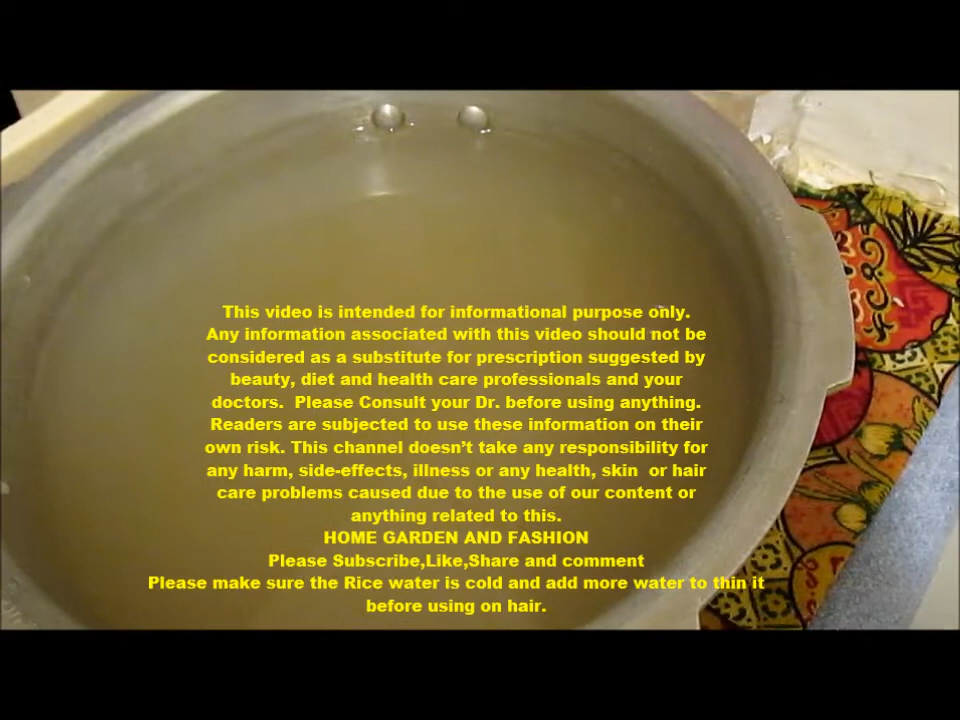 This video is intended for informational purpose only.
Any information associated with this video should not be
considered as a substitute for prescription suggested by
beauty, diet and health care professionals and your
doctors.  Please Consult your Dr. before using anything.
Readers are subjected to use these information on their
own risk. This channel doesn’t take any responsibility for
any harm, side-effects, illness or any health, skin  or hair
care problems caused due to the use of our content or
anything related to this.
HOME GARDEN AND FASHION
Please Subscribe,Like,Share and comment
Please make sure the Rice water is cold and add more water to thin it
before using on hair.